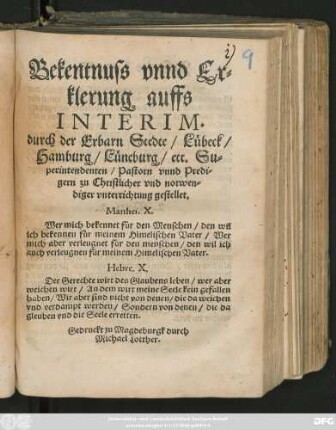 i)
9
Bekentnuss vnnd Er-
klerung auffs
INTERIM.
durch der Erbarn Stedte / Lübeck /
Hamburg / Lüneburg / etc. Su-
perintendenten / Pastorn vnnd Predi-
gern zu Christlicher vnd notwen-
diger vnterrichtung gestellet,
Matthei. X.
Wer mich bekennet für den Menschen / den wil
ich bekennen für meinem Himelischen Vater / Wer
mich aber verleugnet für den menschen / den wil ich
auch verleugnen für meinem Himelischen Vater.
Hebre. X.
Der Gerechte wirt des Glaubens leben / wer aber
weichen wirt / An dem wirt meine Seele kein gefallen
haben / Wir aber sind nicht von denen / die da weichen
vnd verdampt werden / Sondern von denen / die da
gleuben vnd die Seele erretten.
Gedruckt zu Magdeburgk durch
Michael Lotther.
DFG